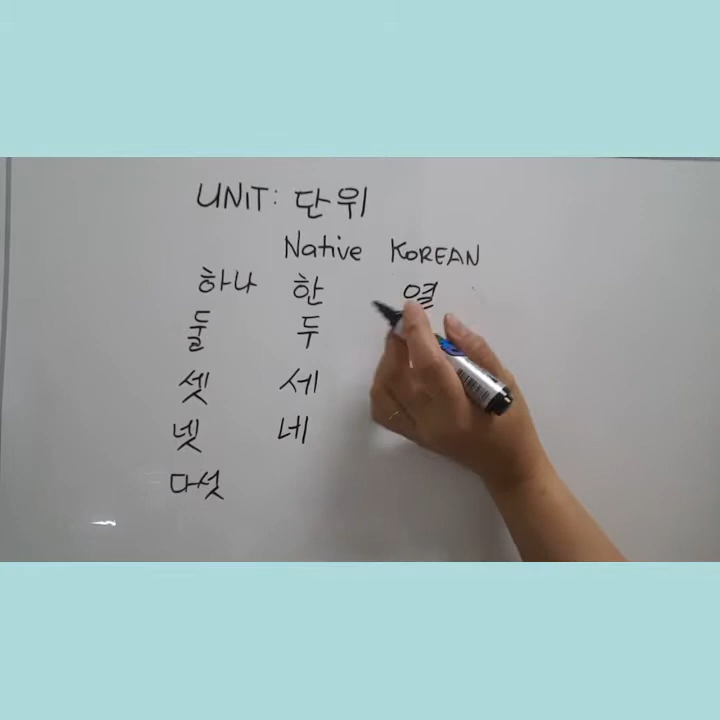 UNIT: 단위
Native KOREAN
하나 한 열
둘 두
셋 세
넷 네
다섯